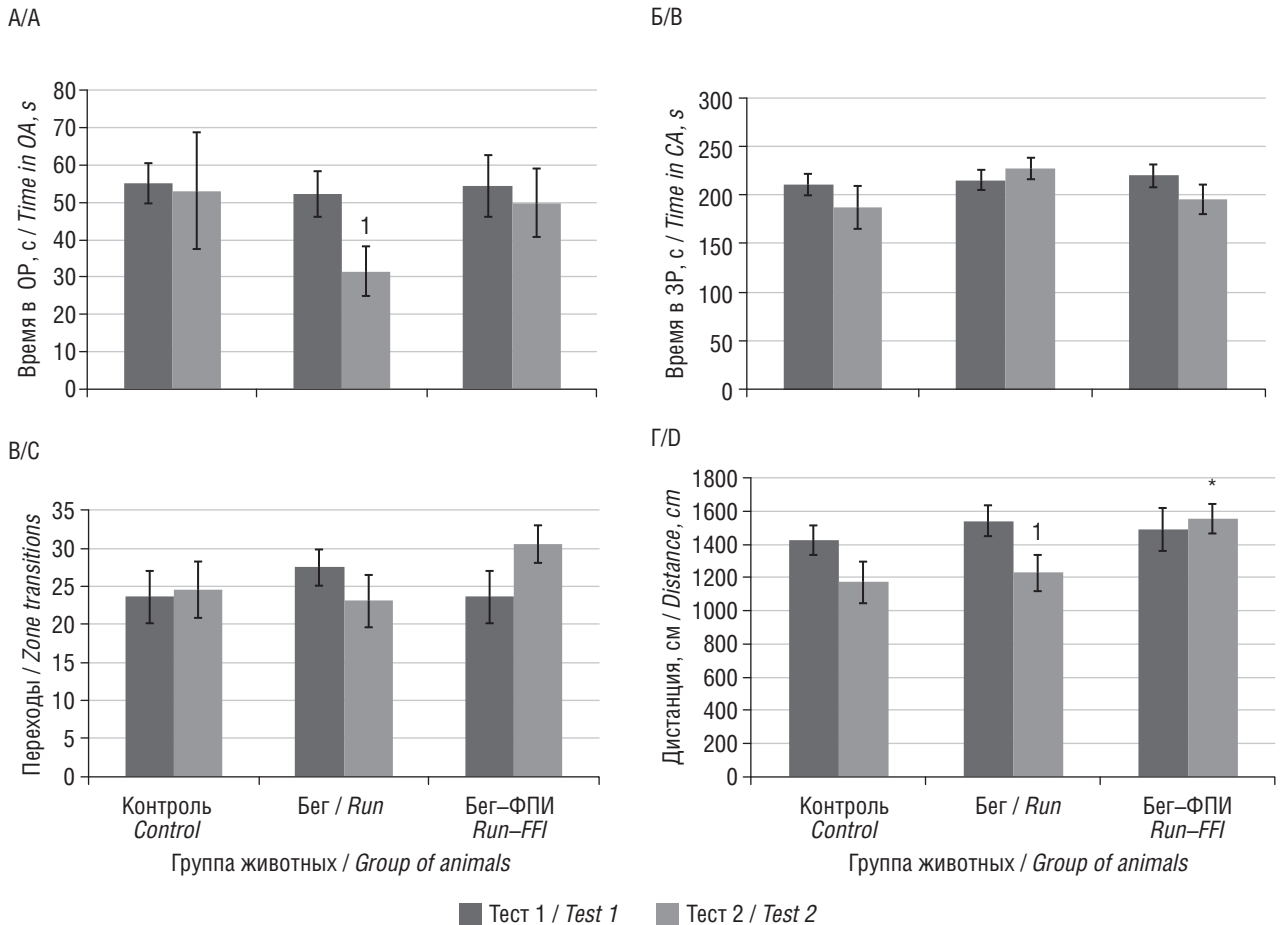 А/A
Время в ОР, с / Time in OA, s
80
70
60
50
40
30
20
10
0
1
Б/B
Время в ЗР, с / Time in CA, s
300
250
200
150
100
50
0
В/C
Переходы / Zone transitions
35
30
25
20
15
10
5
0
Контроль
Control
Бег / Run
Бег–ФПИ
Run–FFI
Группа животных / Group of animals
Г/D
Дистанция, см / Distance, cm
1800
1600
1400
1200
1000
800
600
400
200
0
1
*
Контроль
Control
Бег / Run
Бег–ФПИ
Run–FFI
Группа животных / Group of animals
Тест 1 / Test 1
Тест 2 / Test 2